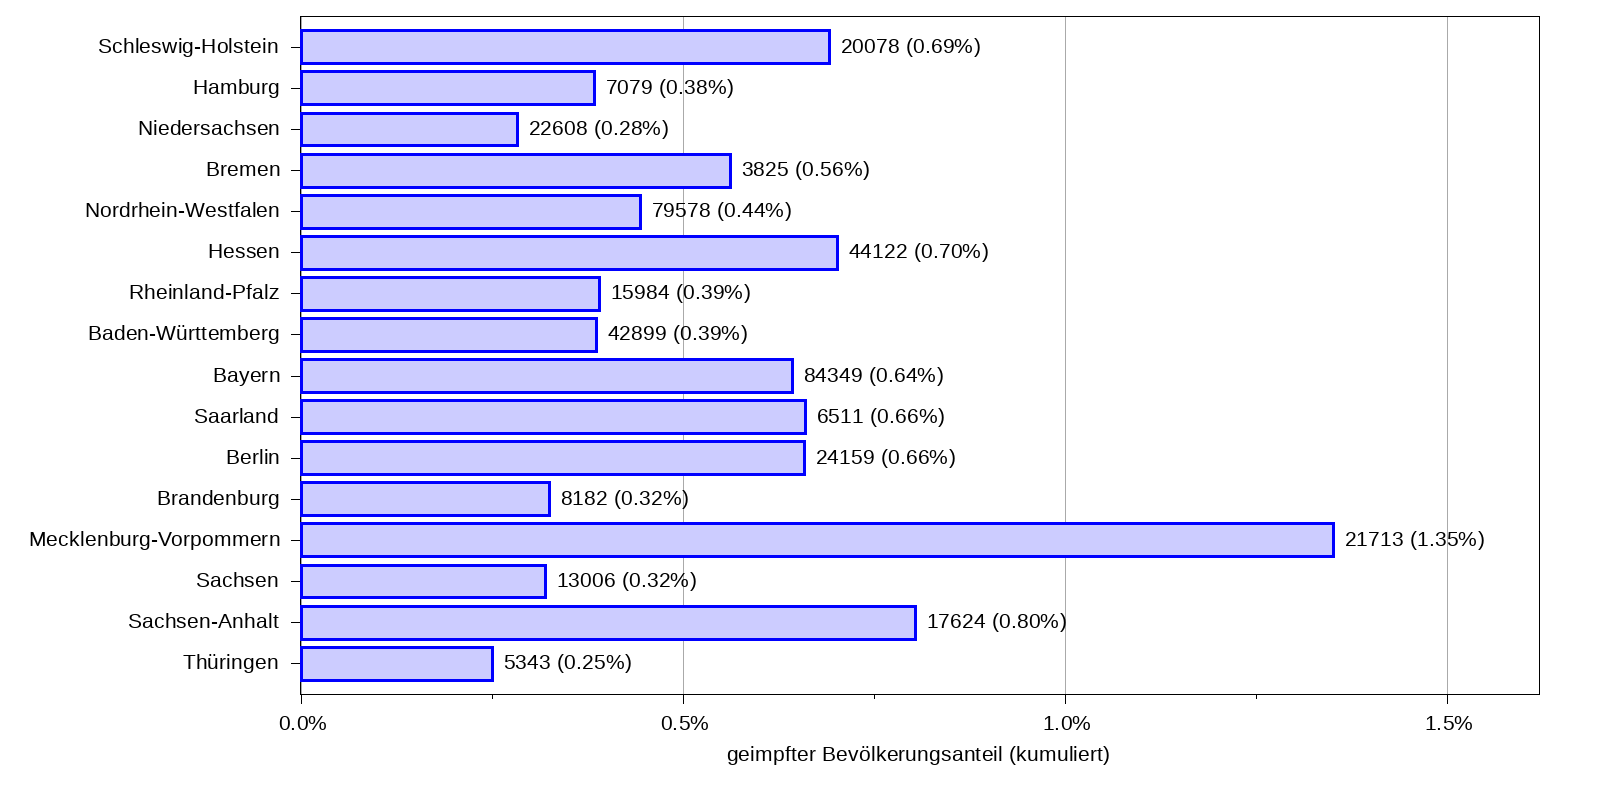 Schleswig-Holstein 20078 (0.69%)
Hamburg 7079 (0.38%)
Niedersachsen 22608 (0.28%)
Bremen 3825 (0.56%)
Nordrhein-Westfalen 79578 (0.44%)
Hessen 44122 (0.70%)
Rheinland-Pfalz 15984 (0.39%)
Baden-Württemberg 42899 (0.39%)
Bayern 84349 (0.64%)
Saarland 6511 (0.66%)
Berlin 24159 (0.66%)
Brandenburg 8182 (0.32%)
Mecklenburg-Vorpommern 21713 (1.35%)
Sachsen 13006 (0.32%)
Sachsen-Anhalt 17624 (0.80%)
Thüringen 5343 (0.25%)
0.0% 0.5% 1.0% 1.5%
geimpfter Bevölkerungsanteil (kumuliert)